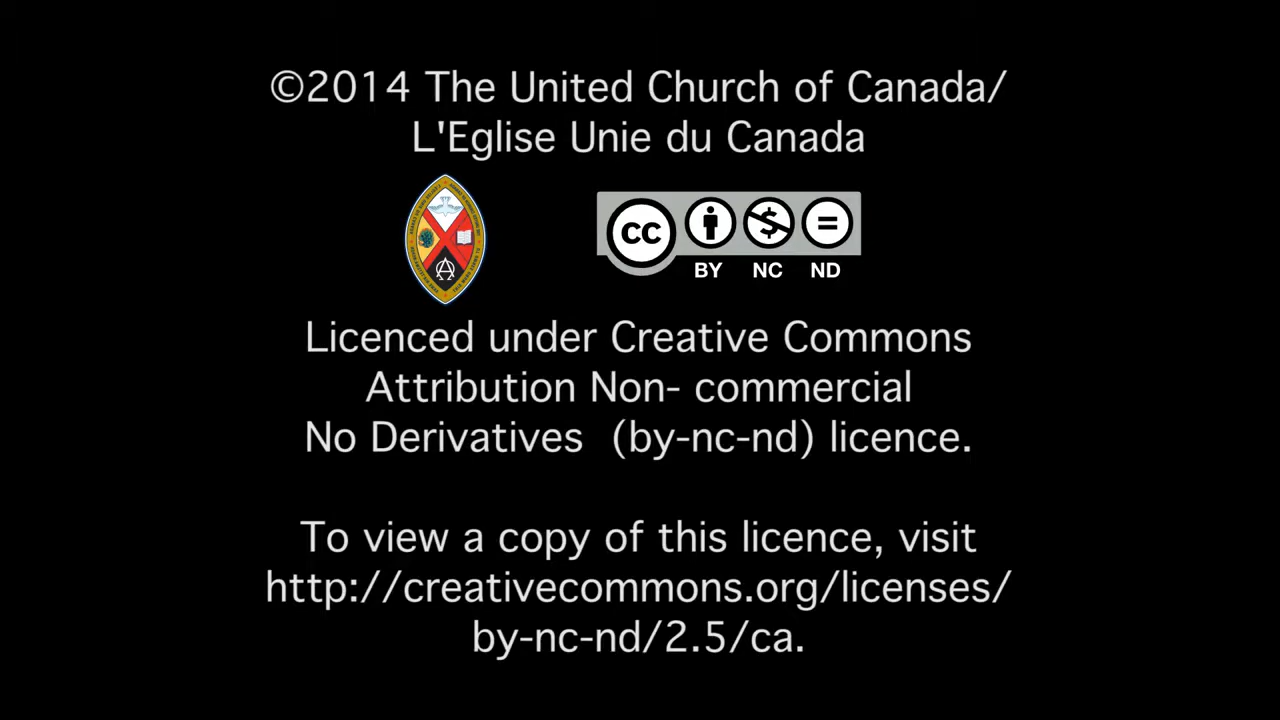 ©2014 The United Church of Canada/
L'Eglise Unie du Canada
cc
BY NC ND
Licenced under Creative Commons
Attribution Non- commercial
No Derivatives (by-nc-nd) licence.
To view a copy of this licence, visit
http://creativecommons.org/licenses/
by-nc-nd/2.5/ca.